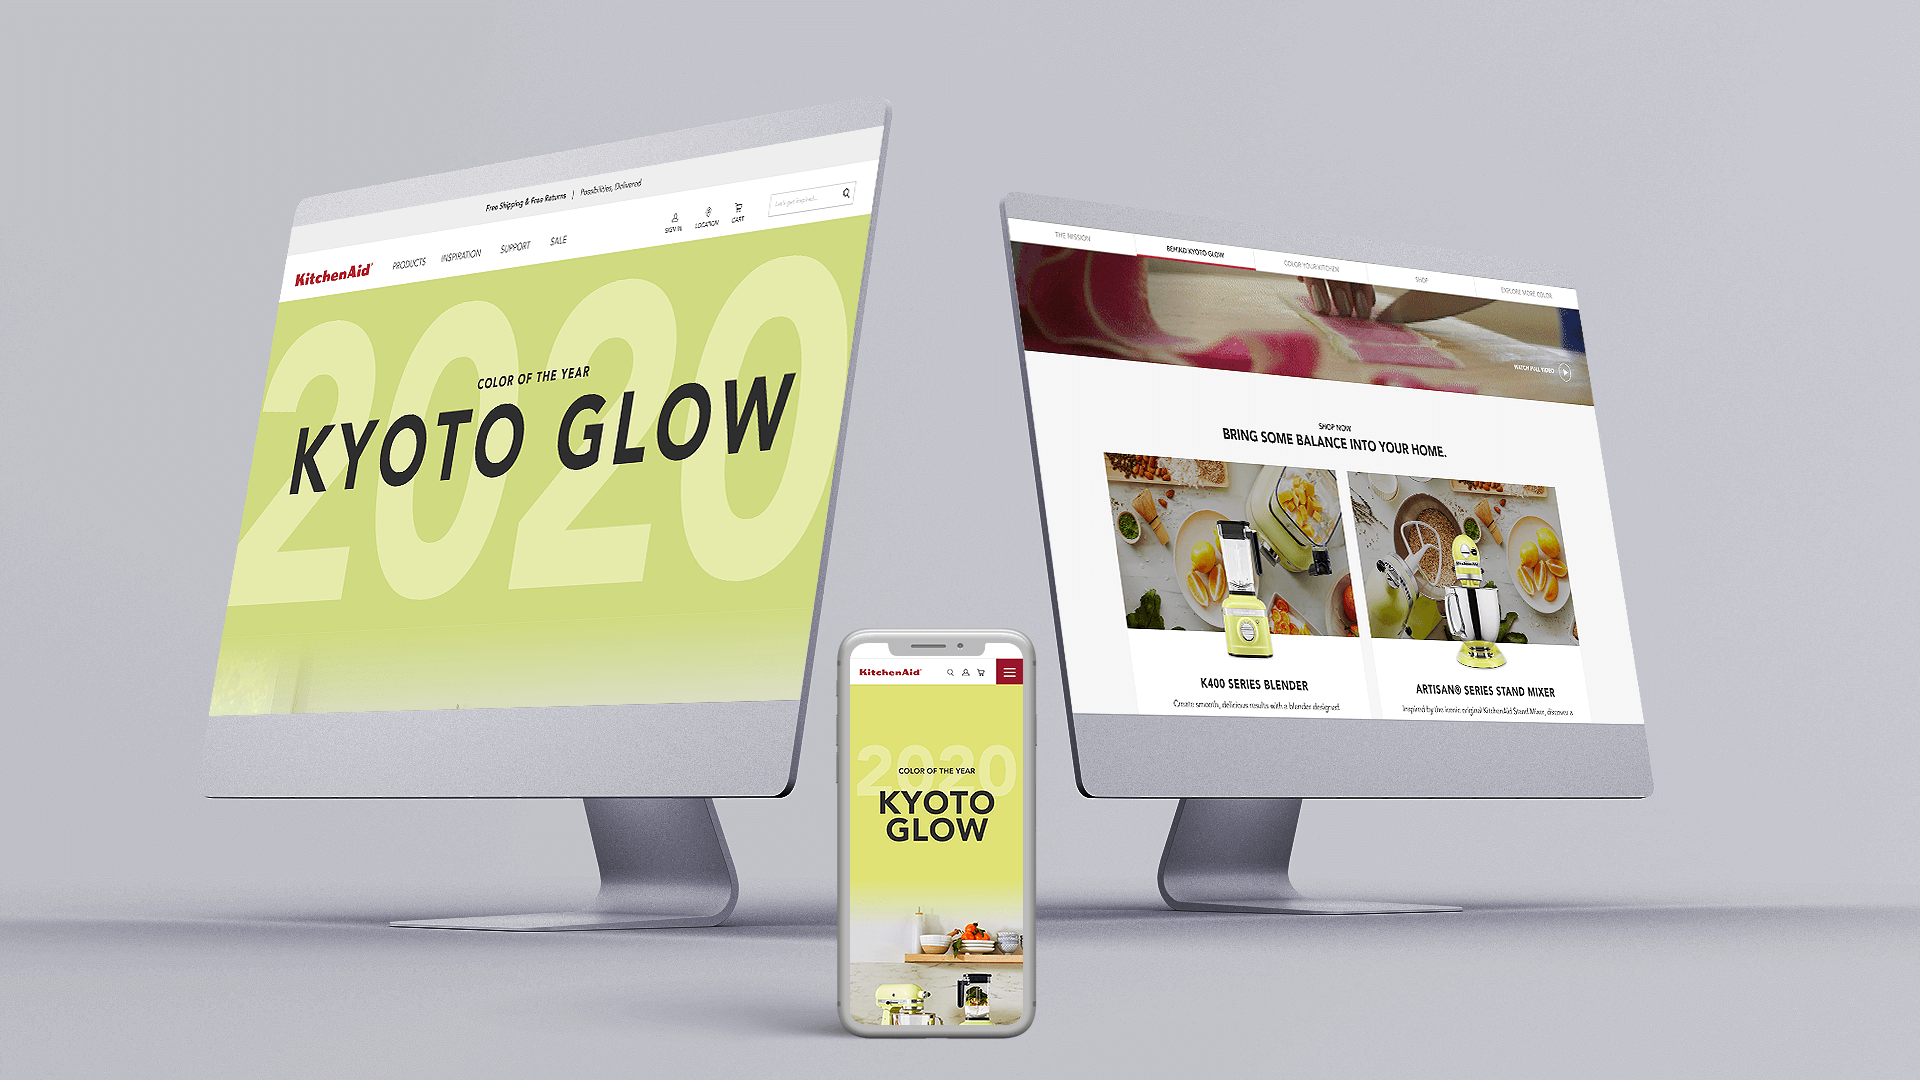 Free Shipping & Free Returns | Possibilities, Delivered
KitchenAid®
PRODUCTS
INSPIRATION
SUPPORT
SALE
SIGN IN
LOCATION
CART
Let's get inspired...
2020
COLOR OF THE YEAR
KYOTO GLOW
THE MISSION
BEHIND KYOTO GLOW
COLOR YOUR KITCHEN
SHOP
EXPLORE MORE COLOR
WATCH FULL VIDEO
SHOP NOW
BRING SOME BALANCE INTO YOUR HOME.
KitchenAid
K400 SERIES BLENDER
Create smooth, delicious results with a blender designed
ARTISAN® SERIES STAND MIXER
Inspired by the iconic original KitchenAid Stand Mixer, discover a
KitchenAid®
2020
COLOR OF THE YEAR
KYOTO
GLOW